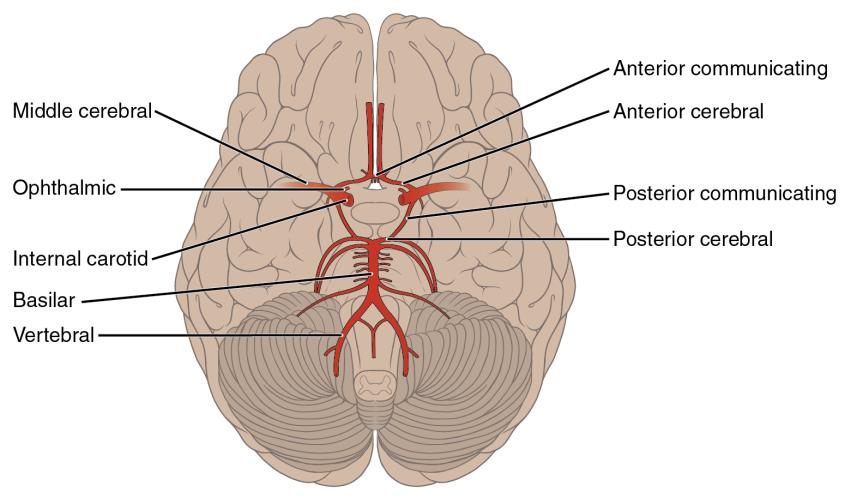 Anterior communicating
Middle cerebral
Anterior cerebral
Ophthalmic
Posterior communicating
Posterior cerebral
Internal carotid
Basilar
Vertebral